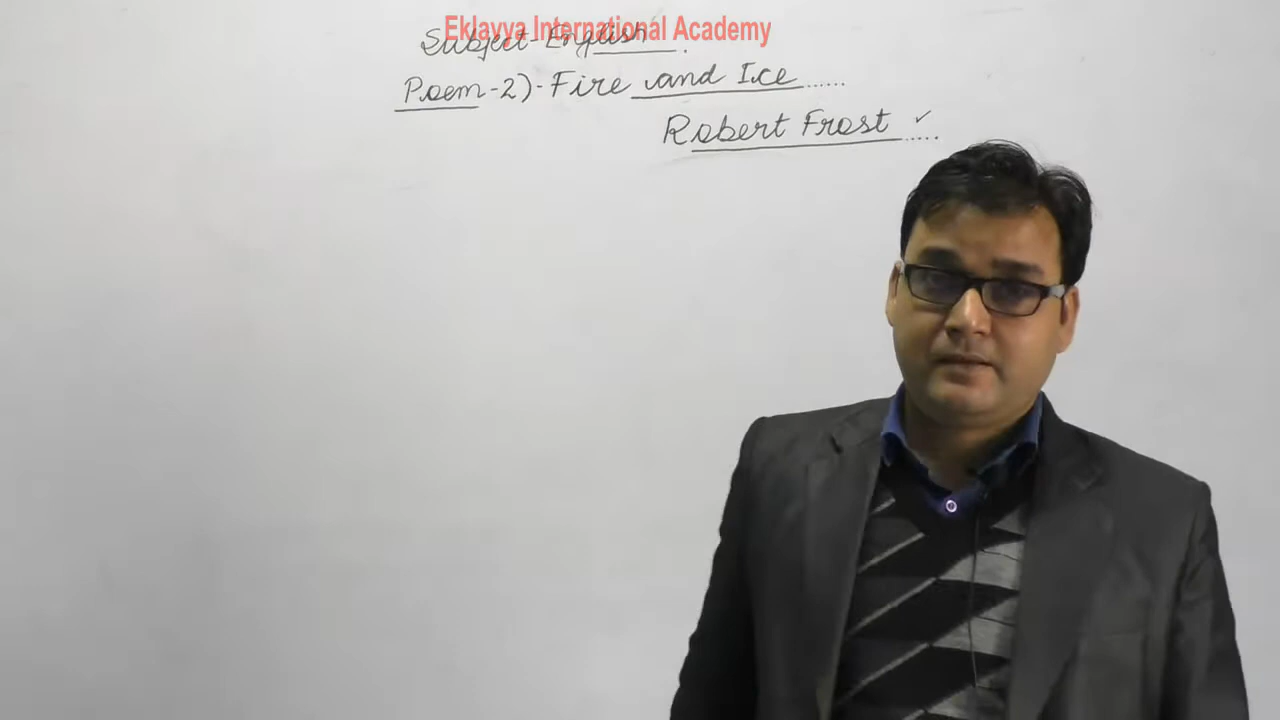 Eklavya International Academy
Subject-English.
Poem-2)-Fire and Ice......
Robert Frost ✓.....